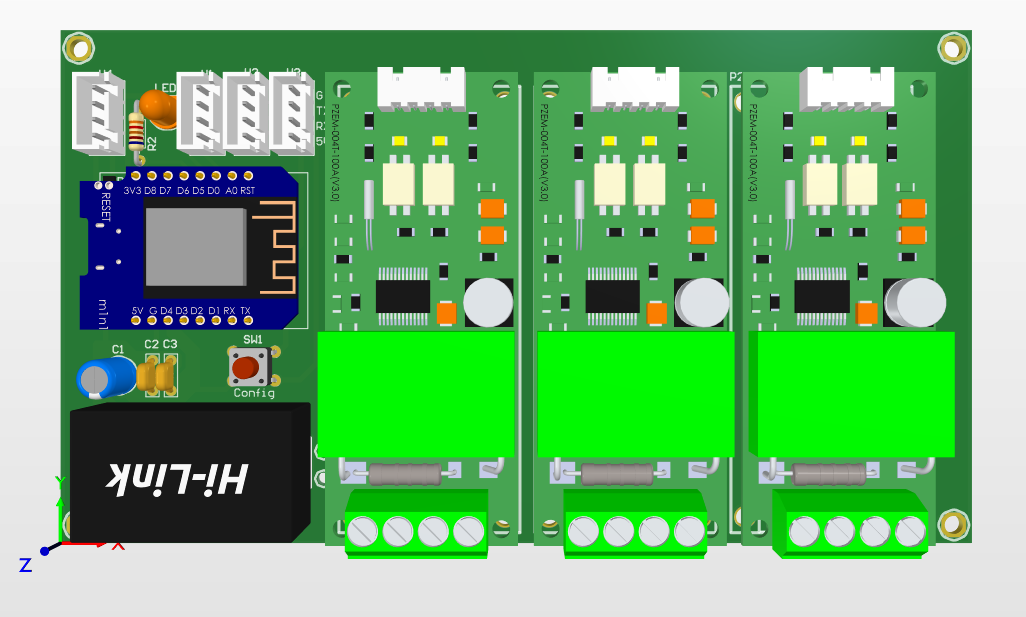 LED
R2
G
P2
PZEM-004T-100A(V3.0)
PZEM-004T-100A(V3.0)
PZEM-004T-100A(V3.0)
3V3 D8 D7 D6 D5 D0 A0 RST
RESET
mini
5V G D4 D3 D2 D1 RX TX
C1
C2 C3
SW1
Config
Hi-Link
Y
X
Z